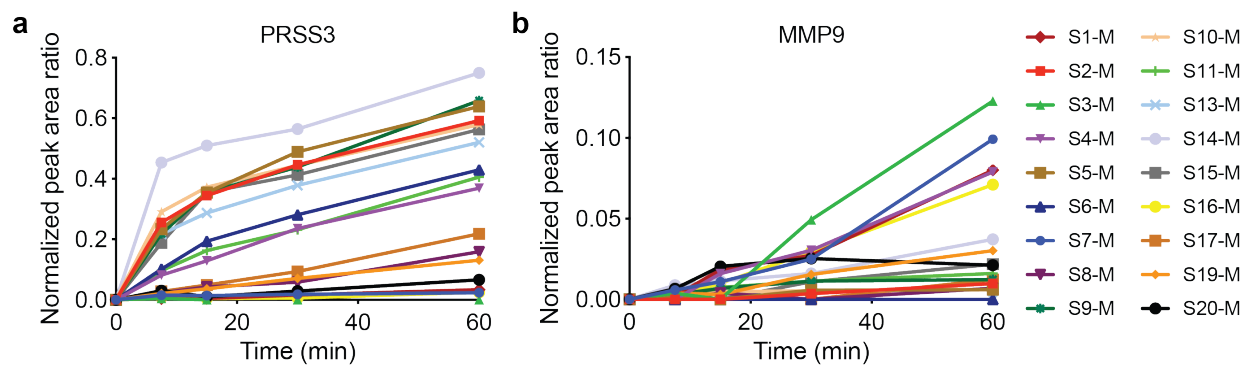 a
PRSS3
Normalized peak area ratio
0.8
0.6
0.4
0.2
0.0
0 20 40 60
Time (min)
b
MMP9
Normalized peak area ratio
0.15
0.10
0.05
0.00
0 20 40 60
Time (min)
S1-M S10-M
S2-M S11-M
S3-M S13-M
S4-M S14-M
S5-M S15-M
S6-M S16-M
S7-M S17-M
S8-M S19-M
S9-M S20-M